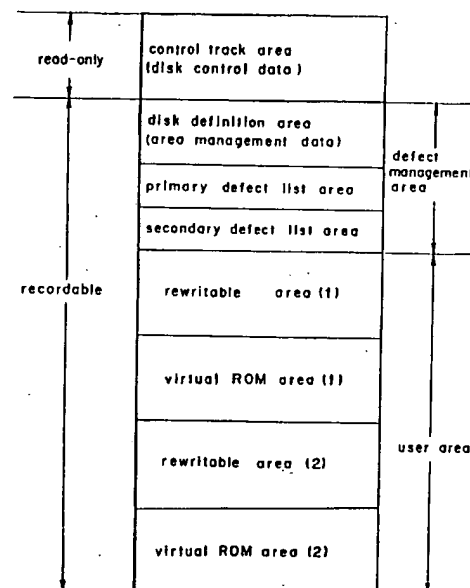 read-only
control track area
(disk control data)
disk definition area
(area management data)
primary defect list area
secondary defect list area
defect
management
area
recordable
rewritable area (1)
virtual ROM area (1)
rewritable area (2)
virtual ROM area (2)
user area